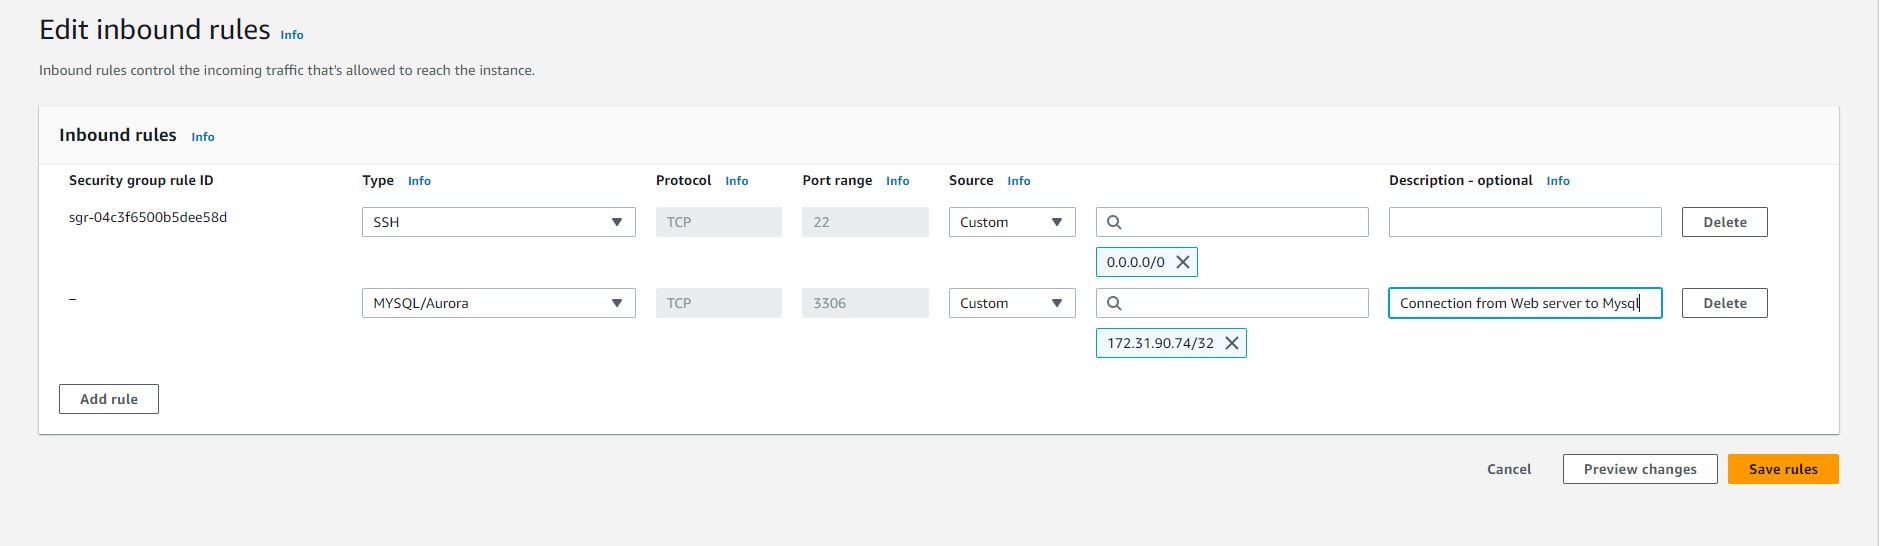 Edit inbound rules Info
Inbound rules control the incoming traffic that's allowed to reach the instance.
Inbound rules Info
Security group rule ID Type Info Protocol Info Port range Info Source Info Description - optional Info
sgr-04c3f6500b5dee58d SSH TCP 22 Custom Delete
0.0.0.0/0
– MYSQL/Aurora TCP 3306 Custom Connection from Web server to Mysql Delete
172.31.90.74/32
Add rule
Cancel Preview changes Save rules